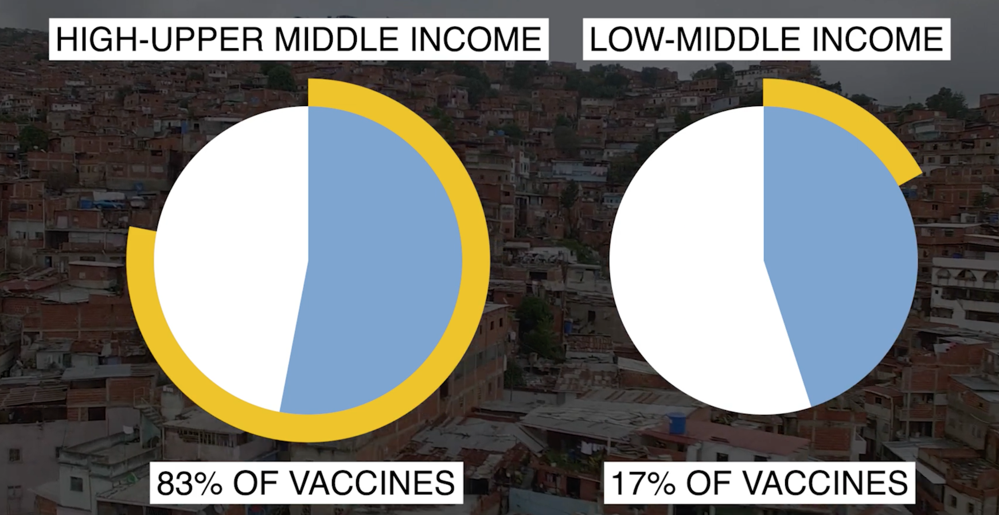 HIGH-UPPER MIDDLE INCOME
LOW-MIDDLE INCOME
83% OF VACCINES
17% OF VACCINES